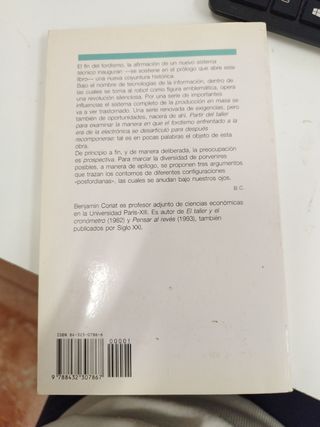 El fin del fordismo, la afirmación de un nuevo sistema
técnico inauguran —se sostiene en el prólogo que abre este
libro— una nueva coyuntura histórica.
Bajo el nombre de tecnologías de la información, dentro de
las cuales se toma al robot como figura emblemática, opera
una revolución silenciosa. Por una serie de importantes
influencias el sistema completo de la producción en masa se
va a ver trastornado. Una serie renovada de exigencias, pero
también de oportunidades, nacerá de ahí. Partir del taller
para examinar la manera en que el fordismo enfrentado a la
era de la electrónica se desarticuló para después
recomponerse: tal es en pocas palabras el objeto de esta
obra.
De principio a fin, y de manera deliberada, la preocupación
es prospectiva. Para marcar la diversidad de porvenires
posibles, a manera de epílogo, se proponen tres argumentos
que trazan los contornos de diferentes configuraciones
«posfordianas», las cuales se anudan bajo nuestros ojos.
B.C.
Benjamin Coriat es profesor adjunto de ciencias económicas
en la Universidad París-XIII. Es autor de El taller y el
cronómetro (1982) y Pensar al revés (1993), también
publicados por Siglo XXI.
ISBN 84-323-0786-6
00001
9 788432 307867